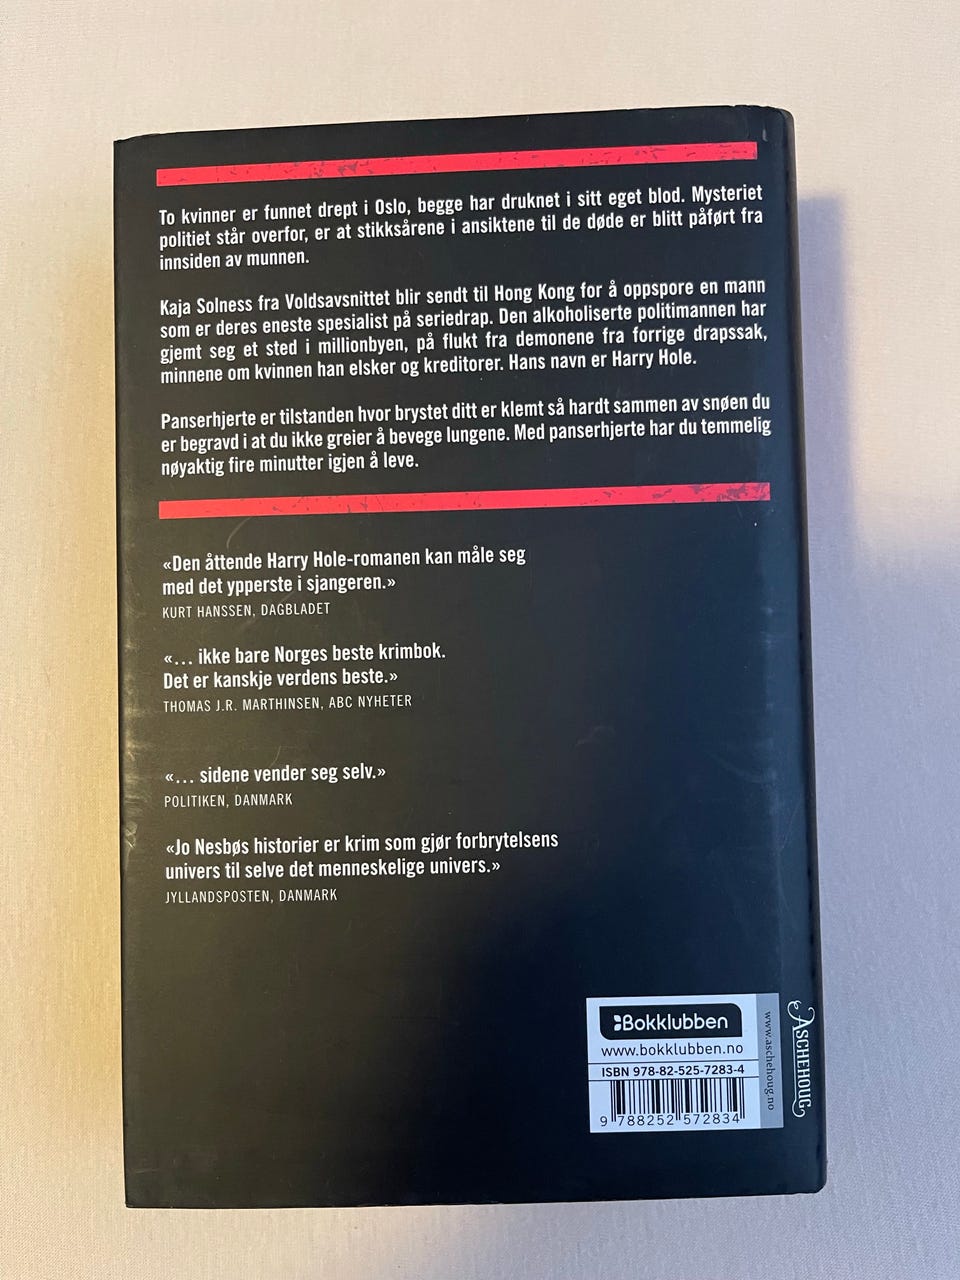 To kvinner er funnet drept i Oslo, begge har druknet i sitt eget blod. Mysteriet
politiet står overfor, er at stikksårene i ansiktene til de døde er blitt påført fra
innsiden av munnen.
Kaja Solness fra Voldsavsnittet blir sendt til Hong Kong for å oppspore en mann
som er deres eneste spesialist på seriedrap. Den alkoholiserte politimannen har
gjemt seg et sted i millionbyen, på flukt fra demonene fra forrige drapssak,
minnene om kvinnen han elsker og kreditorer. Hans navn er Harry Hole.
Panserhjerte er tilstanden hvor brystet ditt er klemt så hardt sammen av snøen du
er begravd i at du ikke greier å bevege lungene. Med panserhjerte har du temmelig
nøyaktig fire minutter igjen å leve.
«Den åttende Harry Hole-romanen kan måle seg
med det ypperste i sjangeren.»
KURT HANSSEN, DAGBLADET
«... ikke bare Norges beste krimbok.
Det er kanskje verdens beste.»
THOMAS J.R. MARTHINSEN, ABC NYHETER
«... sidene vender seg selv.»
POLITIKEN, DANMARK
«Jo Nesbøs historier er krim som gjør forbrytelsens
univers til selve det menneskelige univers.»
JYLLANDSPOSTEN, DANMARK
Bokklubben
www.bokklubben.no
ISBN 978-82-525-7283-4
9 788252 572834
www.aschehoug.no
ASCHEHOUG